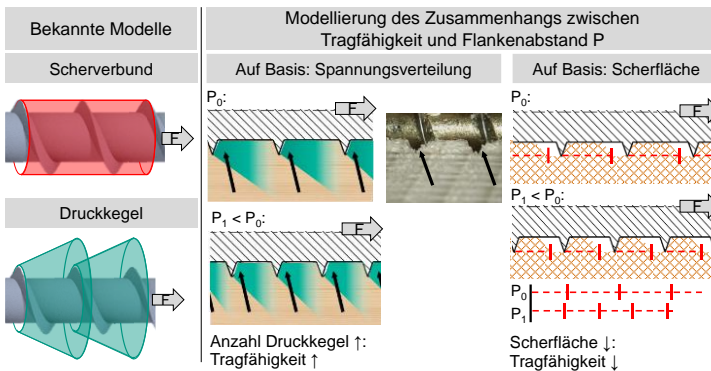 Bekannte Modelle
Scherverbund
F
Druckkegel
F
Modellierung des Zusammenhangs zwischen
Tragfähigkeit und Flankenabstand P
Auf Basis: Spannungsverteilung
P₀:
F
P₁ < P₀:
F
Anzahl Druckkegel ↑:
Tragfähigkeit ↑
Auf Basis: Scherfläche
P₀:
F
P₁ < P₀:
F
P₀
P₁
Scherfläche ↓:
Tragfähigkeit ↓